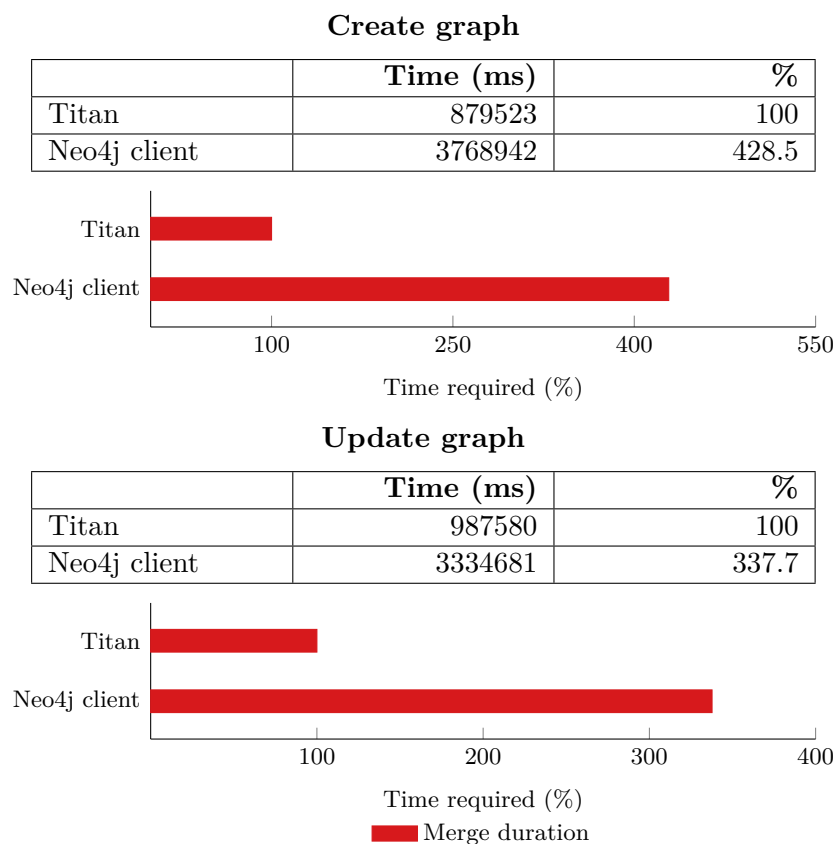 Create graph
Time (ms) %
Titan 879523 100
Neo4j client 3768942 428.5
Titan
Neo4j client
100 250 400 550
Time required (%)
Update graph
Time (ms) %
Titan 987580 100
Neo4j client 3334681 337.7
Titan
Neo4j client
100 200 300 400
Time required (%)
Merge duration